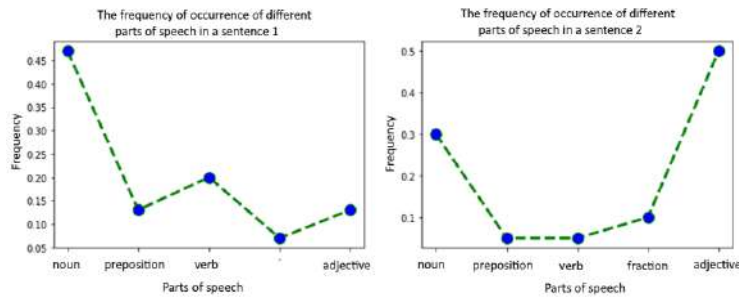 The frequency of occurrence of different
parts of speech in a sentence 1
0.45
0.40
0.35
0.30
0.25
0.20
0.15
0.10
0.05
Frequency
noun
preposition
verb
adjective
Parts of speech
The frequency of occurrence of different
parts of speech in a sentence 2
0.5
0.4
0.3
0.2
0.1
Frequency
noun
preposition
verb
fraction
adjective
Parts of speech